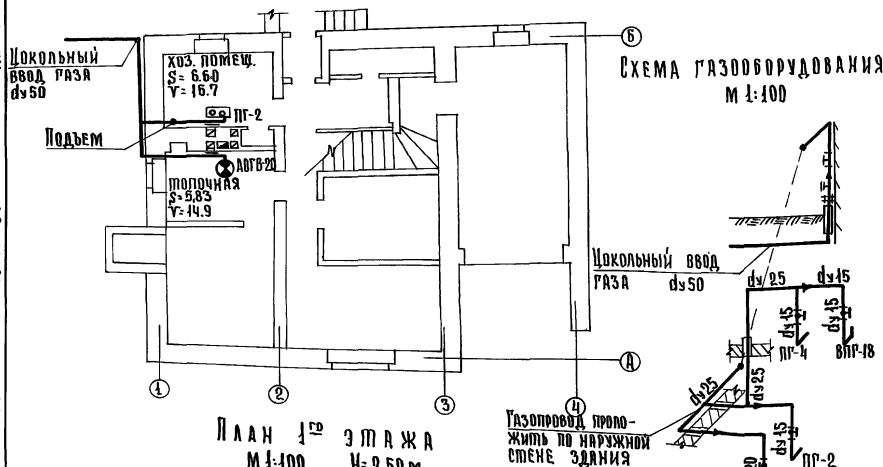 Цокольный
ввод газа
dу50
Подъем
хоз. помещ.
S=6.60
V=16.7
ПГ-2
АОГВ-20
топочная
S=5,83
V=14.9
1
2
3
4
А
Б
План 1го этажа
М 1:100 H=2.50м
Схема газооборудования
М 1:100
Цокольный ввод
газа dу50
dу25 dу15
dу15 dу15
ПГ-4 ВПГ-18
dу25 dу25
Газопровод проло-
жить по наружной
стене здания
dу15
ПГ-2